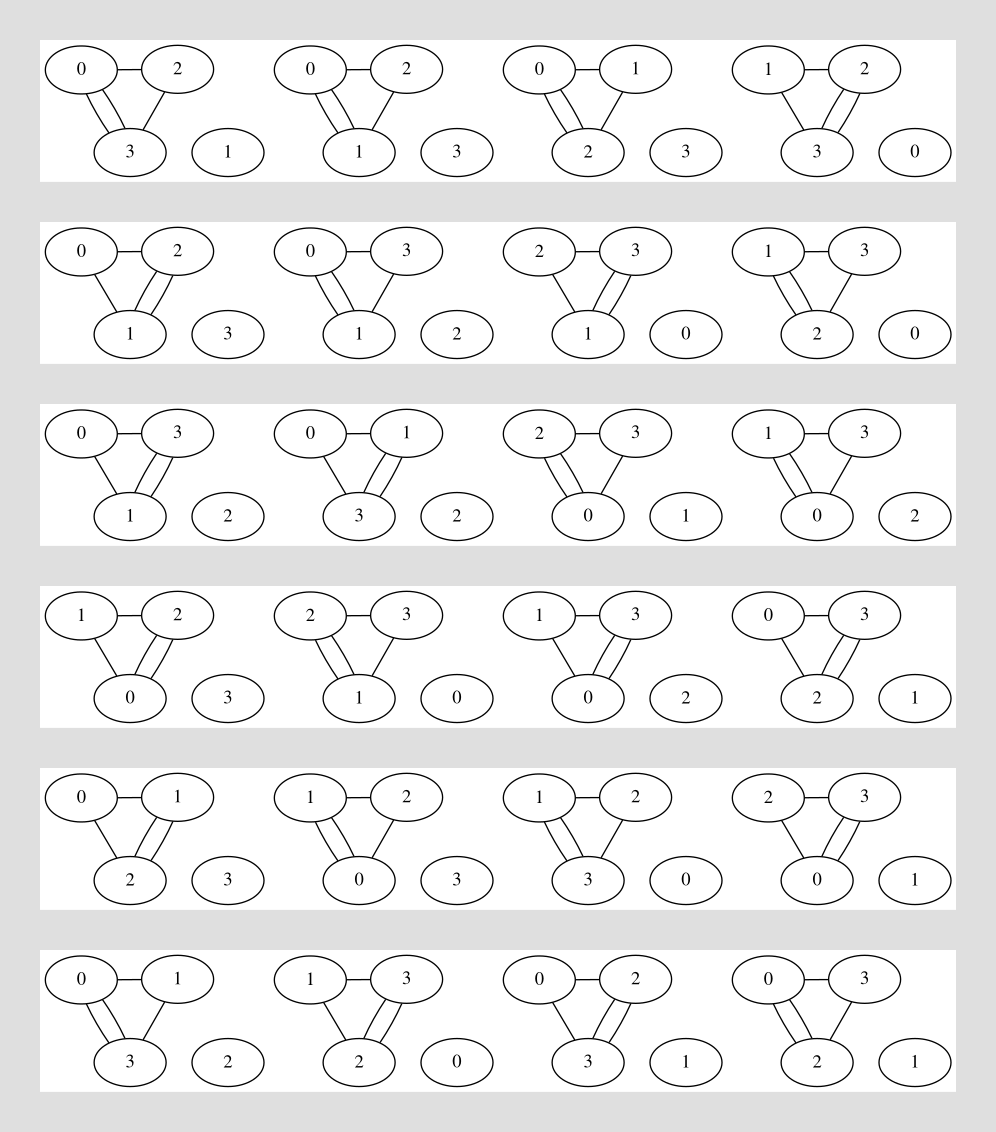 0 2 0 2 0 1 1 2
3 1 1 3 2 3 3 0
0 2 0 3 2 3 1 3
1 3 1 2 1 0 2 0
0 3 0 1 2 3 1 3
1 2 3 2 0 1 0 2
1 2 2 3 1 3 0 3
0 3 1 0 0 2 2 1
0 1 1 2 1 2 2 3
2 3 0 3 3 0 0 1
0 1 1 3 0 2 0 3
3 2 2 0 3 1 2 1